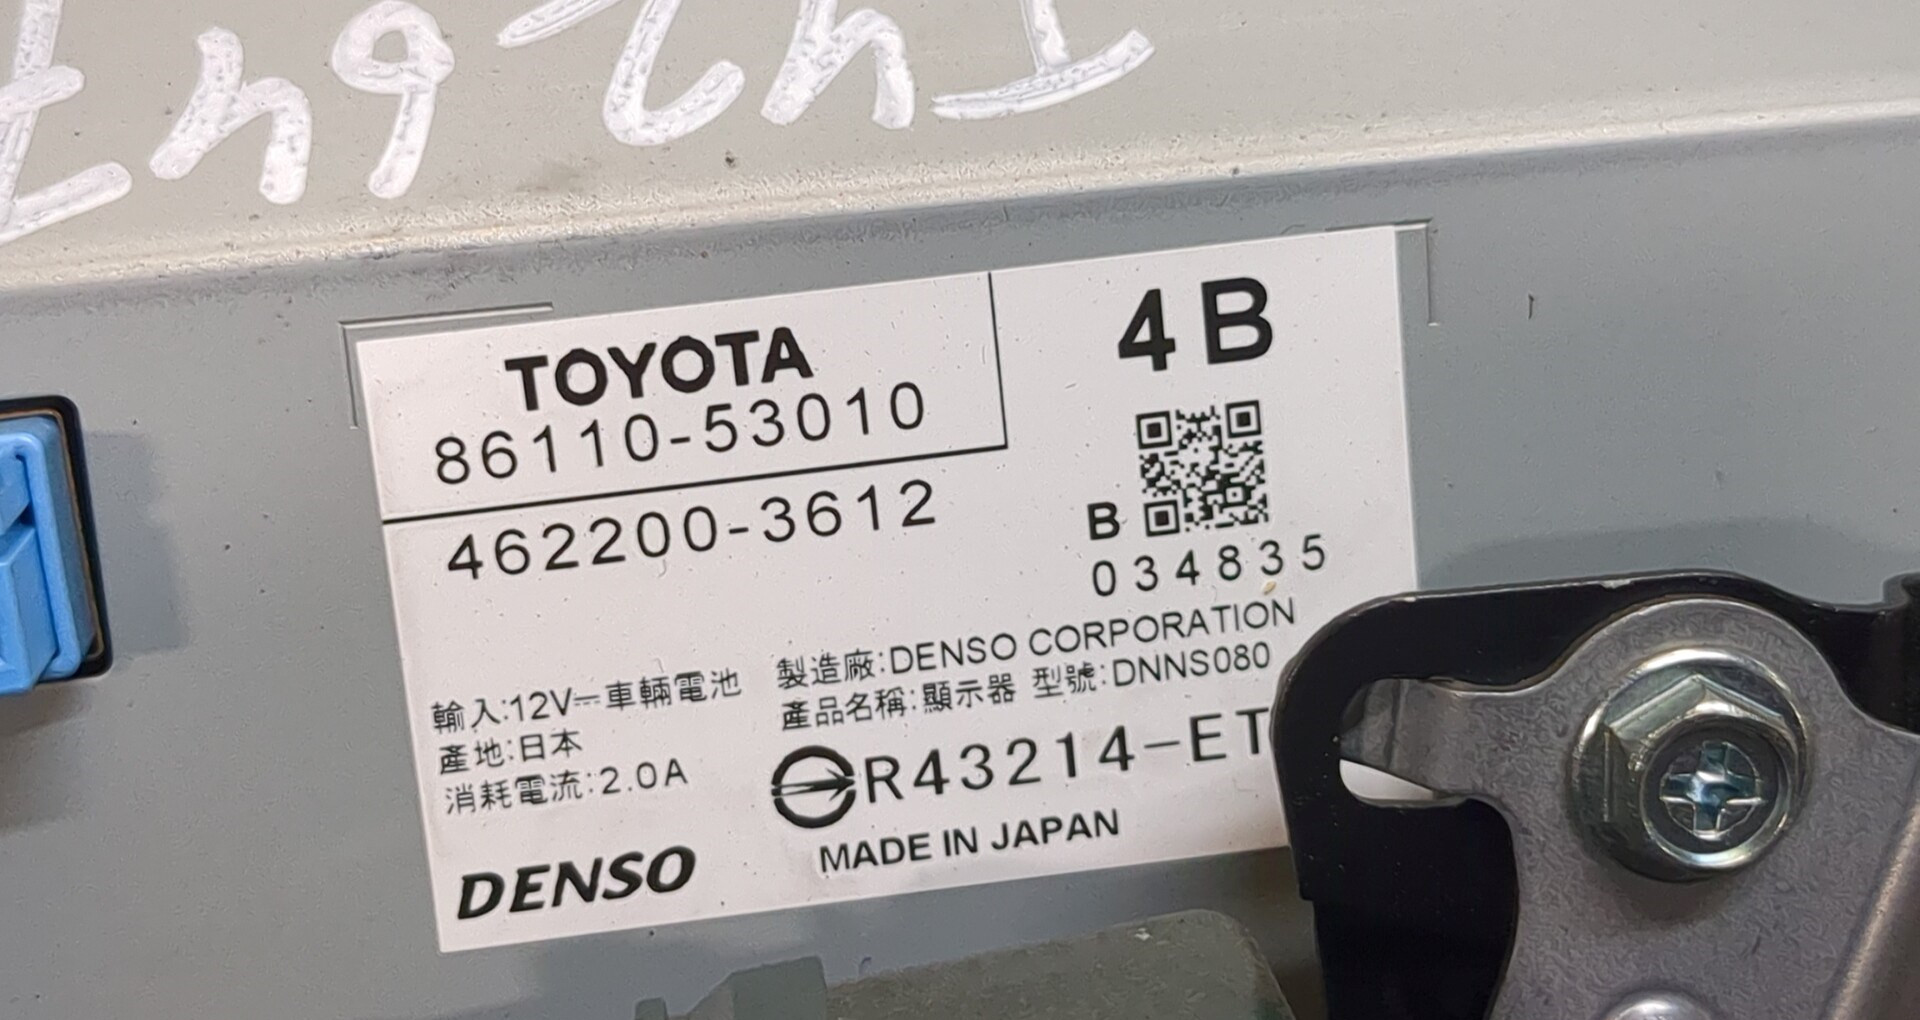 TOYOTA
86110-53010
4B
462200-3612
B
034835
輸入:12V⎓車輛電池
產地:日本
消耗電流:2.0A
製造廠:DENSO CORPORATION
產品名稱:顯示器 型號:DNNS080
R43214-ET
DENSO
MADE IN JAPAN